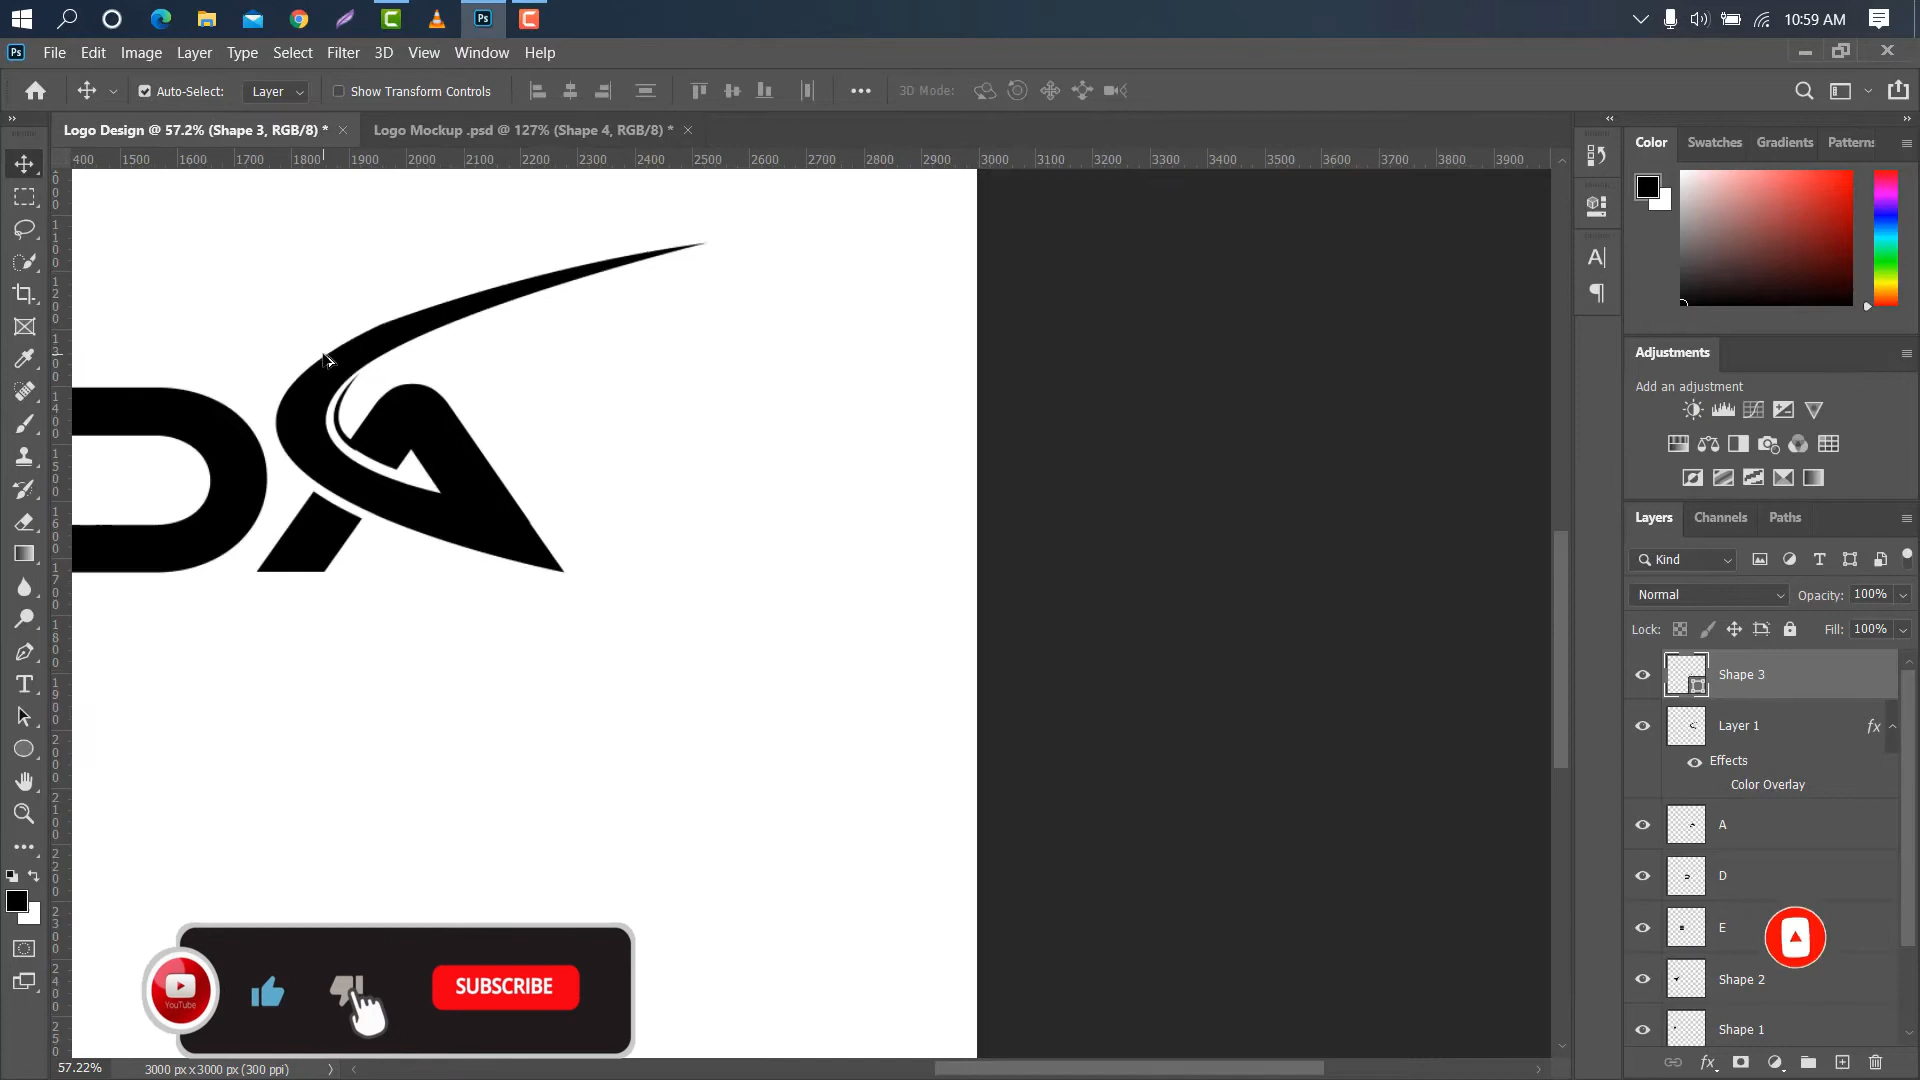 10:59 AM
Ps
File Edit Image Layer Type Select Filter 3D View Window Help
Auto-Select: Layer Show Transform Controls 3D Mode:
Logo Design @ 57.2% (Shape 3, RGB/8) * Logo Mockup .psd @ 127% (Shape 4, RGB/8) *
400 1500 1600 1700 1800 1900 2000 2100 2200 2300 2400 2500 2600 2700 2800 2900 3000 3100 3200 3300 3400 3500 3600 3700 3800 3900
Color Swatches Gradients Patterns
Adjustments
Add an adjustment
DA
Layers Channels Paths
Kind
Normal Opacity: 100%
Lock: Fill: 100%
Shape 3
Layer 1 fx
Effects
Color Overlay
A
D
E
Shape 2
Shape 1
YouTube
SUBSCRIBE
57.22% 3000 px x 3000 px (300 ppi)
fx